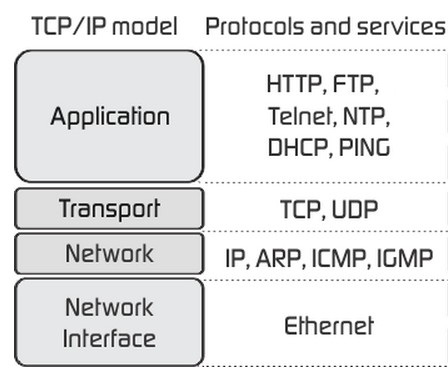 TCP/IP model Protocols and services
Application
HTTP, FTP,
Telnet, NTP,
DHCP, PING
Transport
TCP, UDP
Network
IP, ARP, ICMP, IGMP
Network
Interface
Ethernet